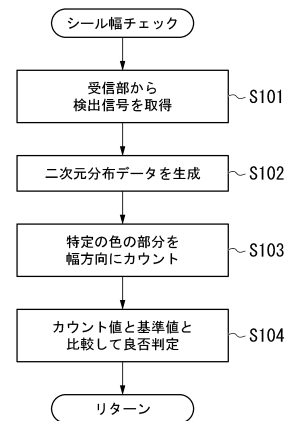 シール幅チェック
受信部から
検出信号を取得
S101
二次元分布データを生成
S102
特定の色の部分を
幅方向にカウント
S103
カウント値と基準値と
比較して良否判定
S104
リターン